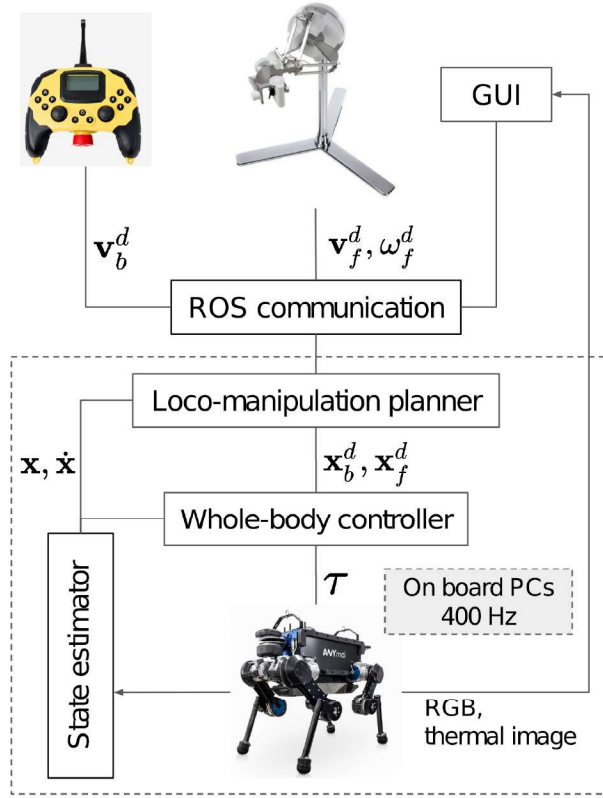 GUI
𝐯_b^d
𝐯_f^d, ω_f^d
ROS communication
Loco-manipulation planner
𝐱, 𝐱̇
𝐱_b^d, 𝐱_f^d
Whole-body controller
𝝉
On board PCs
400 Hz
State estimator
ANYmal
RGB,
thermal image